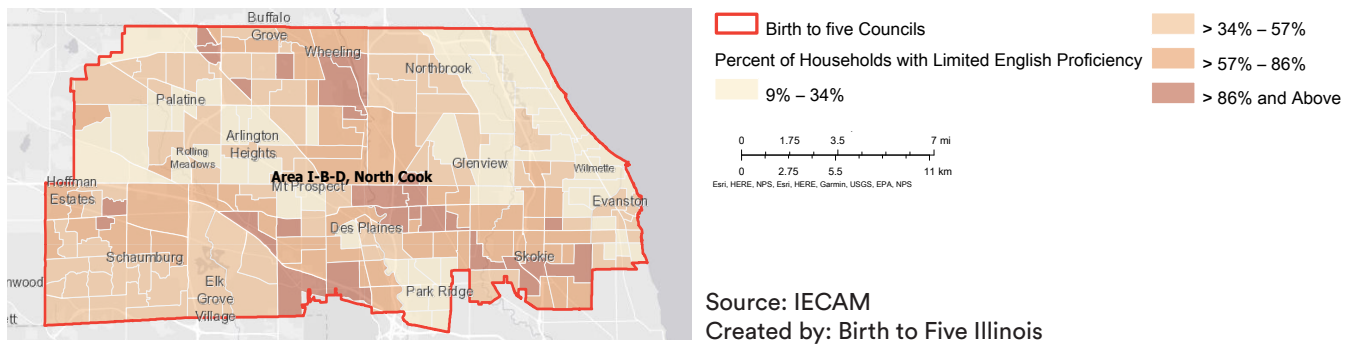 Buffalo
Grove
Wheeling
Northbrook
Palatine
Arlington
Heights
Rolling
Meadows
Glenview
Wilmette
Area I-B-D, North Cook
Mt Prospect
Hoffman
Estates
Evanston
Des Plaines
Schaumburg
Skokie
Elk
Grove
Village
Park Ridge
nwood
ett
Birth to five Councils
Percent of Households with Limited English Proficiency
9% – 34%
> 34% – 57%
> 57% – 86%
> 86% and Above
0 1.75 3.5 7 mi
0 2.75 5.5 11 km
Esri, HERE, NPS, Esri, HERE, Garmin, USGS, EPA, NPS
Source: IECAM
Created by: Birth to Five Illinois